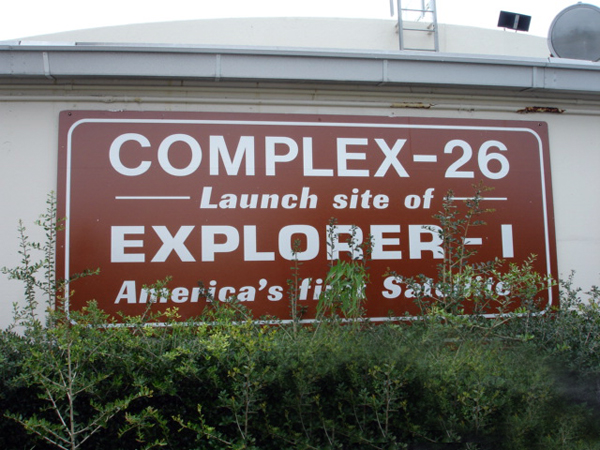 COMPLEX-26
Launch site of
EXPLORER-I
America's first Satellite